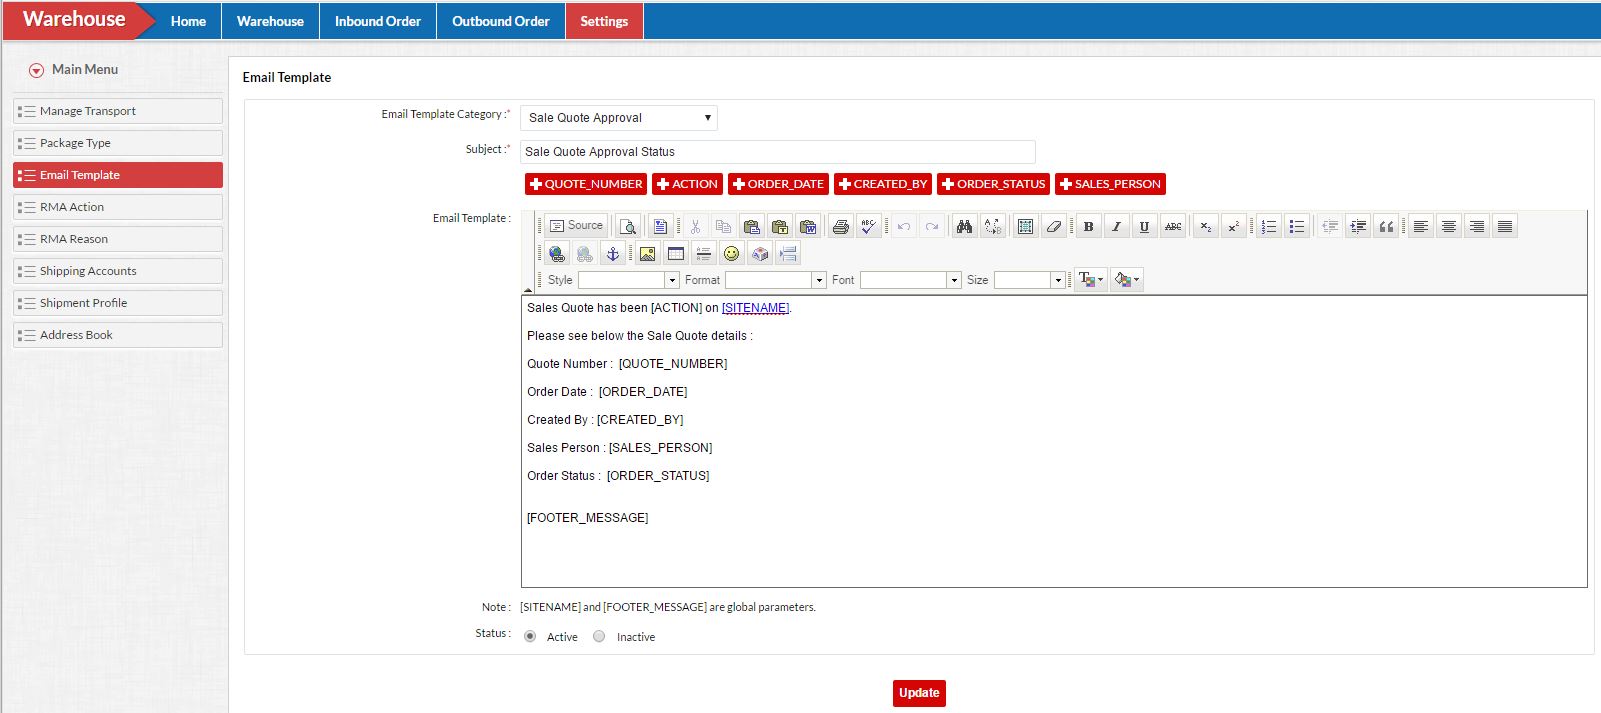 Warehouse
Home Warehouse Inbound Order Outbound Order Settings
Main Menu
Manage Transport
Package Type
Email Template
RMA Action
RMA Reason
Shipping Accounts
Shipment Profile
Address Book
Email Template
Email Template Category :* Sale Quote Approval
Subject :* Sale Quote Approval Status
QUOTE_NUMBER ACTION ORDER_DATE CREATED_BY ORDER_STATUS SALES_PERSON
Email Template :
Source ABC B I U ABC x₂ x²
Style Format Font Size
Sales Quote has been [ACTION] on [SITENAME].
Please see below the Sale Quote details :
Quote Number : [QUOTE_NUMBER]
Order Date : [ORDER_DATE]
Created By : [CREATED_BY]
Sales Person : [SALES_PERSON]
Order Status : [ORDER_STATUS]
[FOOTER_MESSAGE]
Note : [SITENAME] and [FOOTER_MESSAGE] are global parameters.
Status : Active Inactive
Update